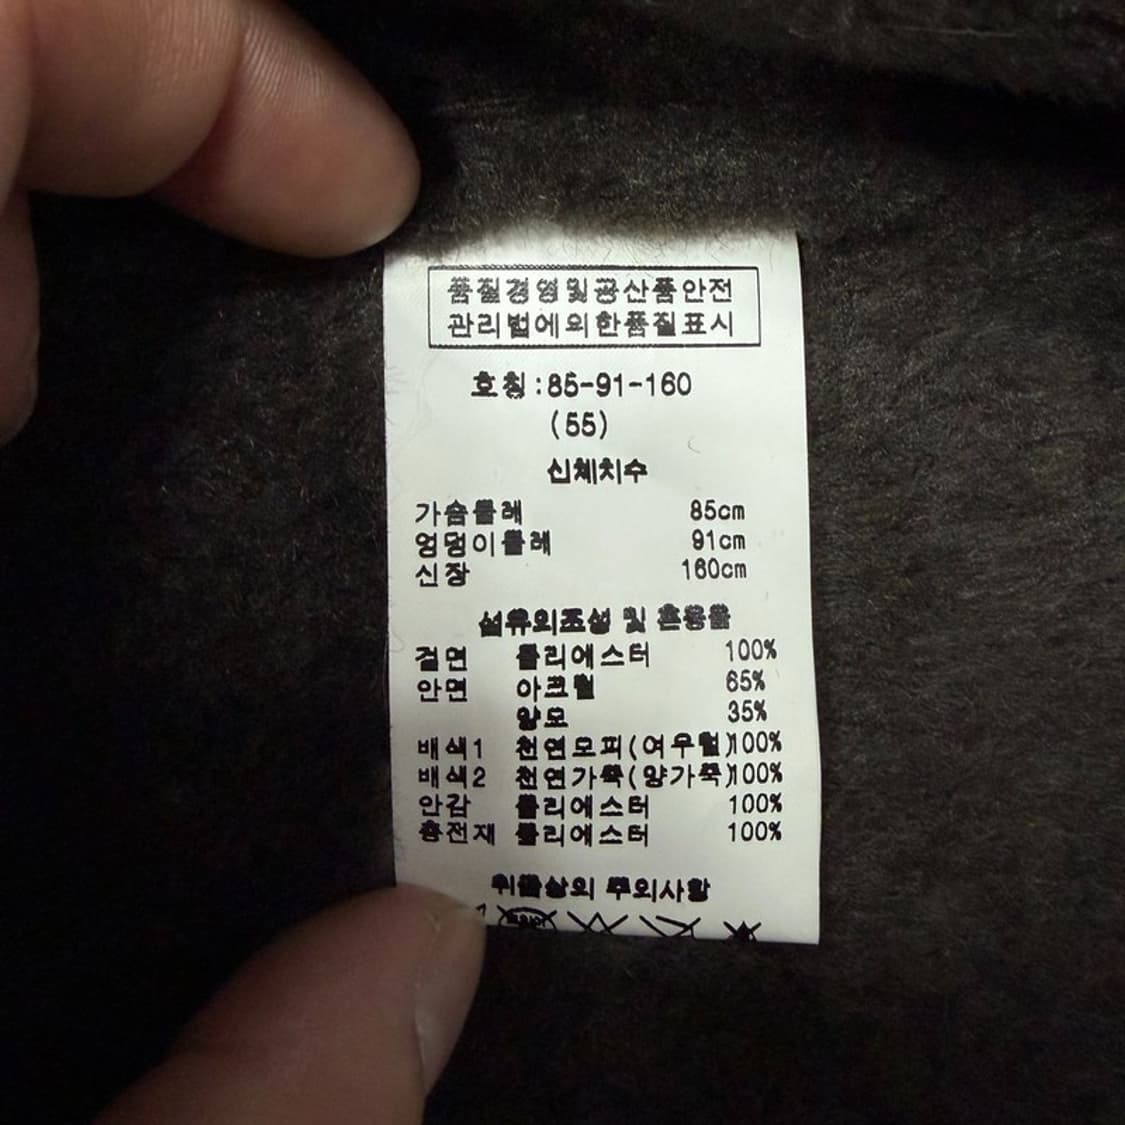 품질경영및공산품안전
관리법에의한품질표시
호칭:85-91-160
(55)
신체치수
가슴둘레 85cm
엉덩이둘레 91cm
신장 160cm
섬유의조성 및 혼용률
겉면 폴리에스터 100%
안면 아크릴 65%
양모 35%
배색1 천연모피(여우털)100%
배색2 천연가죽(양가죽)100%
안감 폴리에스터 100%
충전재 폴리에스터 100%
취급상의 주의사항